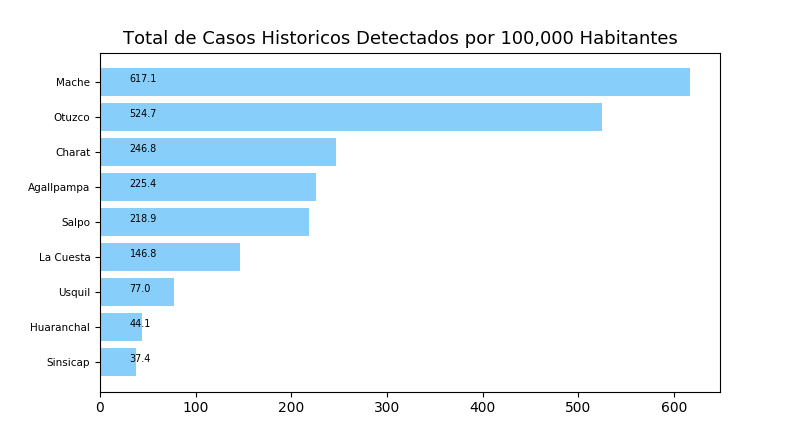 Total de Casos Historicos Detectados por 100,000 Habitantes
Mache 617.1
Otuzco 524.7
Charat 246.8
Agallpampa 225.4
Salpo 218.9
La Cuesta 146.8
Usquil 77.0
Huaranchal 44.1
Sinsicap 37.4
0 100 200 300 400 500 600